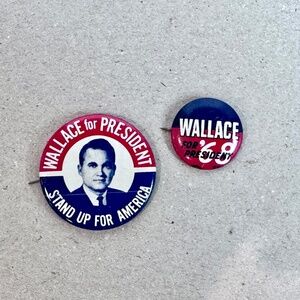 WALLACE for PRESIDENT
STAND UP FOR AMERICA
WALLACE
'68
FOR
PRESIDENT